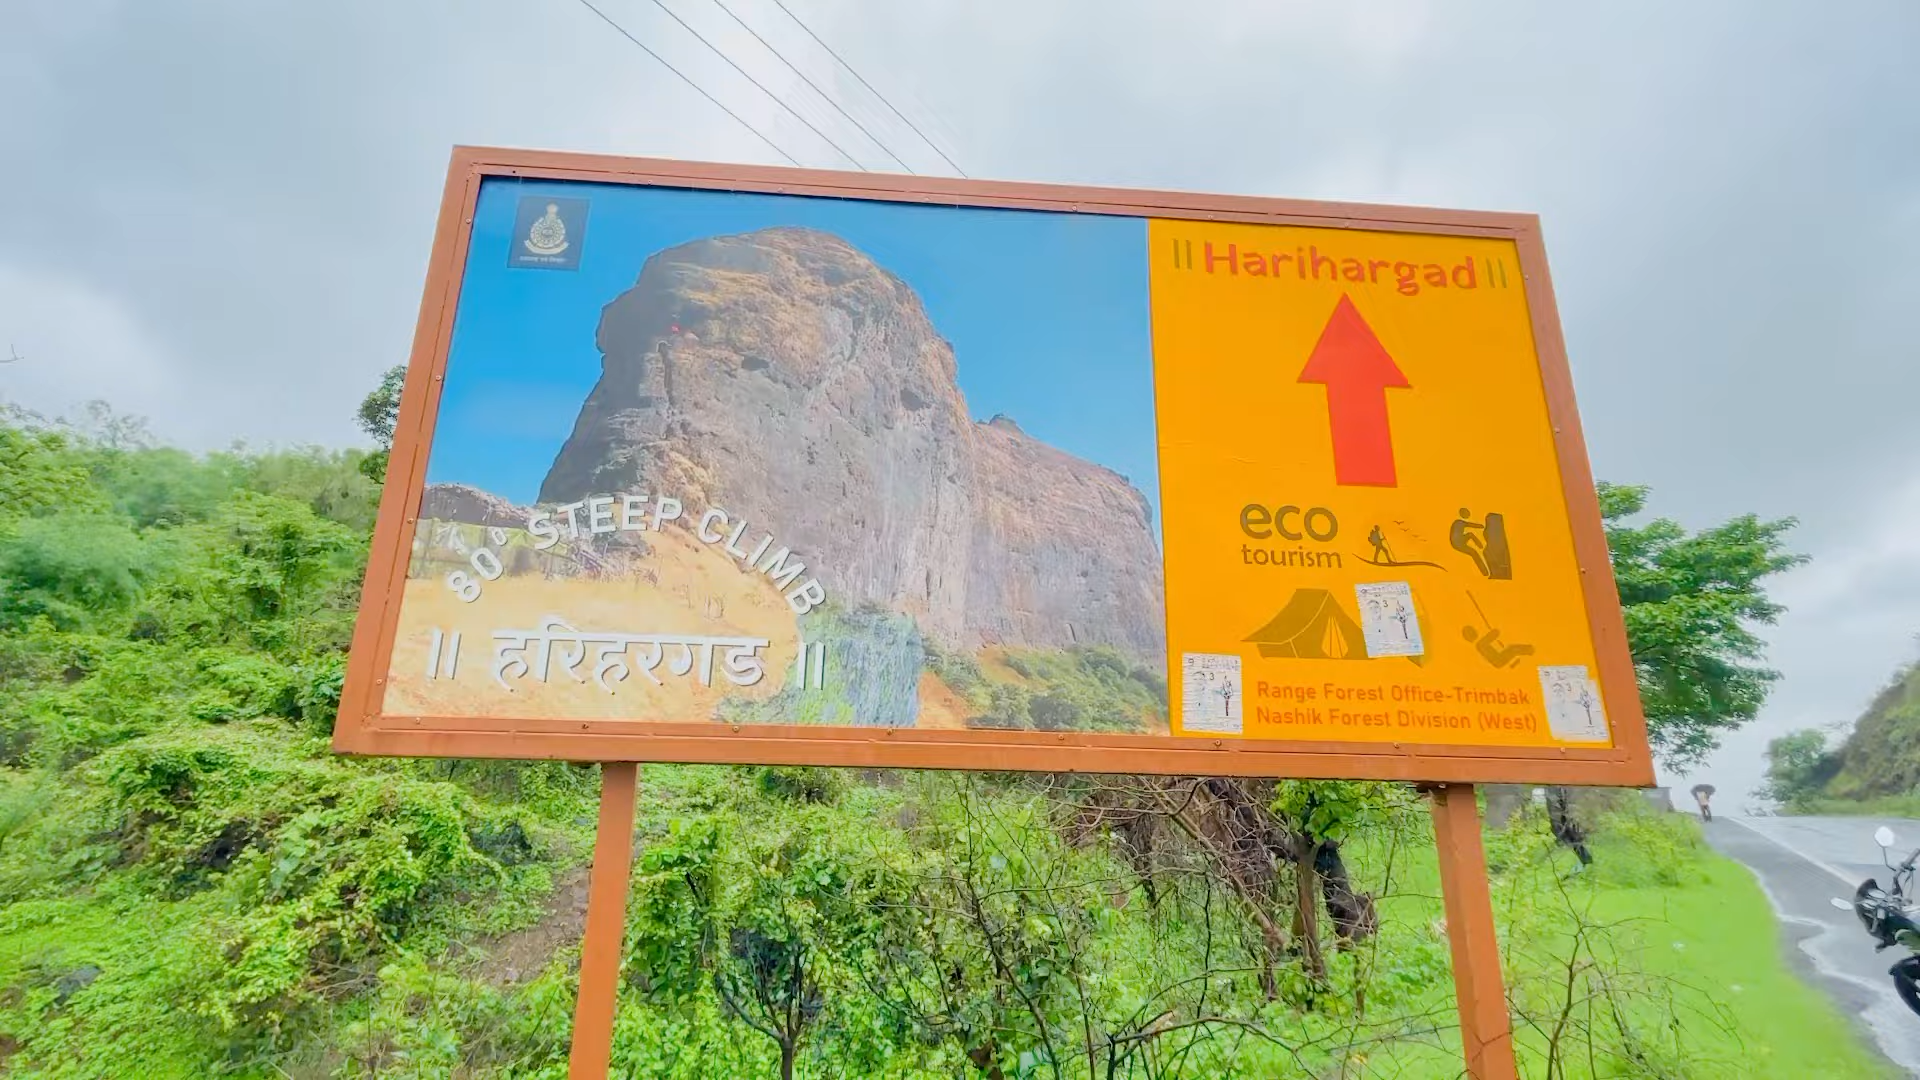 80° STEEP CLIMB
॥ हरिहरगड ॥
॥ Harihargad ॥
eco
tourism
Range Forest Office-Trimbak
Nashik Forest Division (West)